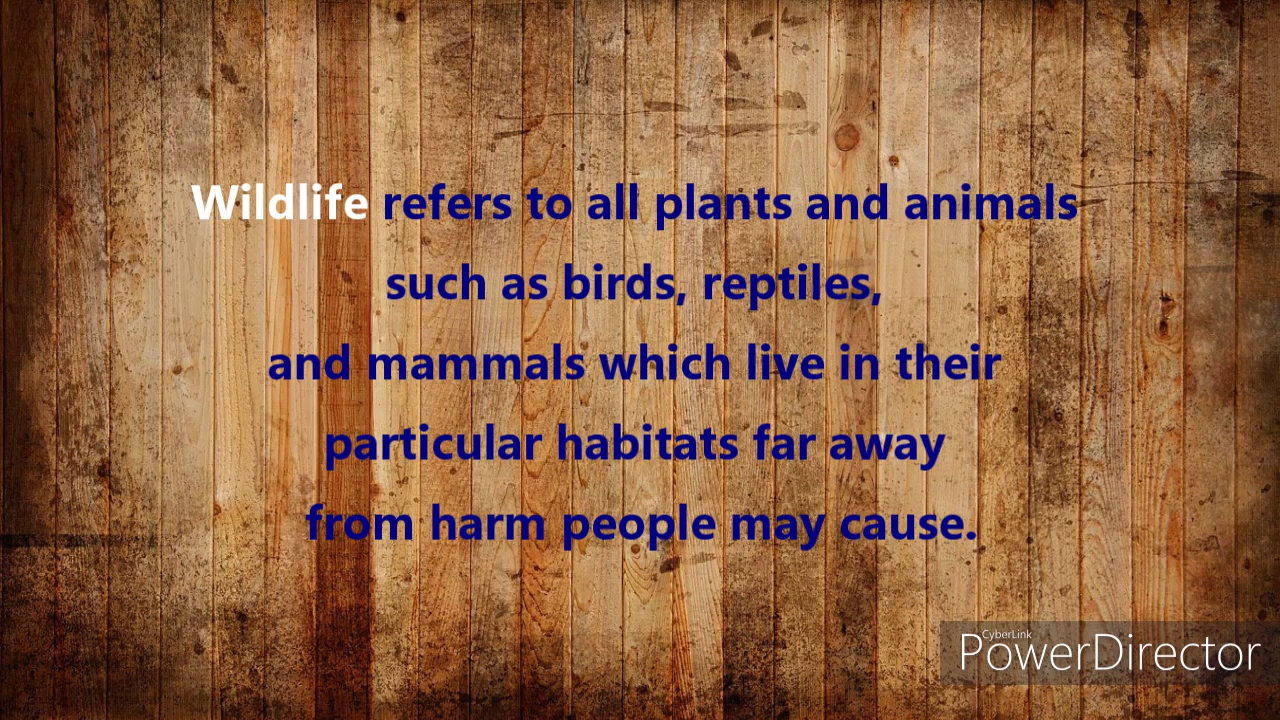 Wildlife refers to all plants and animals
such as birds, reptiles,
and mammals which live in their
particular habitats far away
from harm people may cause.
CyberLink
PowerDirector